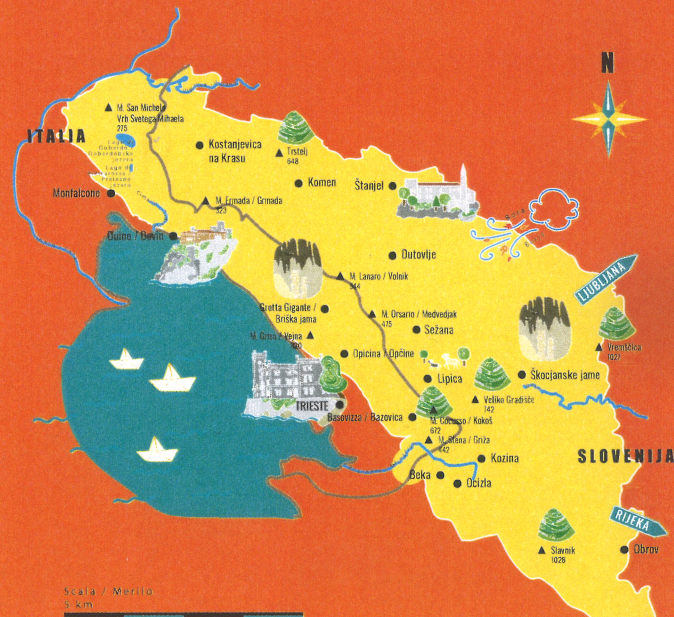 N
ITALIA
M. San Michele
Vrh Svetega Mihaela
275
Kostanjevica
na Krasu
Trstelj
648
Komen
Štanjel
Monfalcone
M. Ermada / Grmada
323
Duino / Devin
Dutovlje
LJUBLJANA
M. Lanaro / Volnik
544
Grotta Gigante /
Briška jama
M. Orsario / Medvedjak
475
Sežana
Vremščica
1027
Opicina / Opčine
Lipica
Škocjanske jame
Veliko Gradišče
742
TRIESTE
Basovizza / Bazovica
M. Cocusso / Kokoš
672
M. Stena / Griža
442
SLOVENIJA
Kozina
Beka
Ocizla
RIJEKA
Slavnik
1028
Obrov
Scala / Merilo
5 km